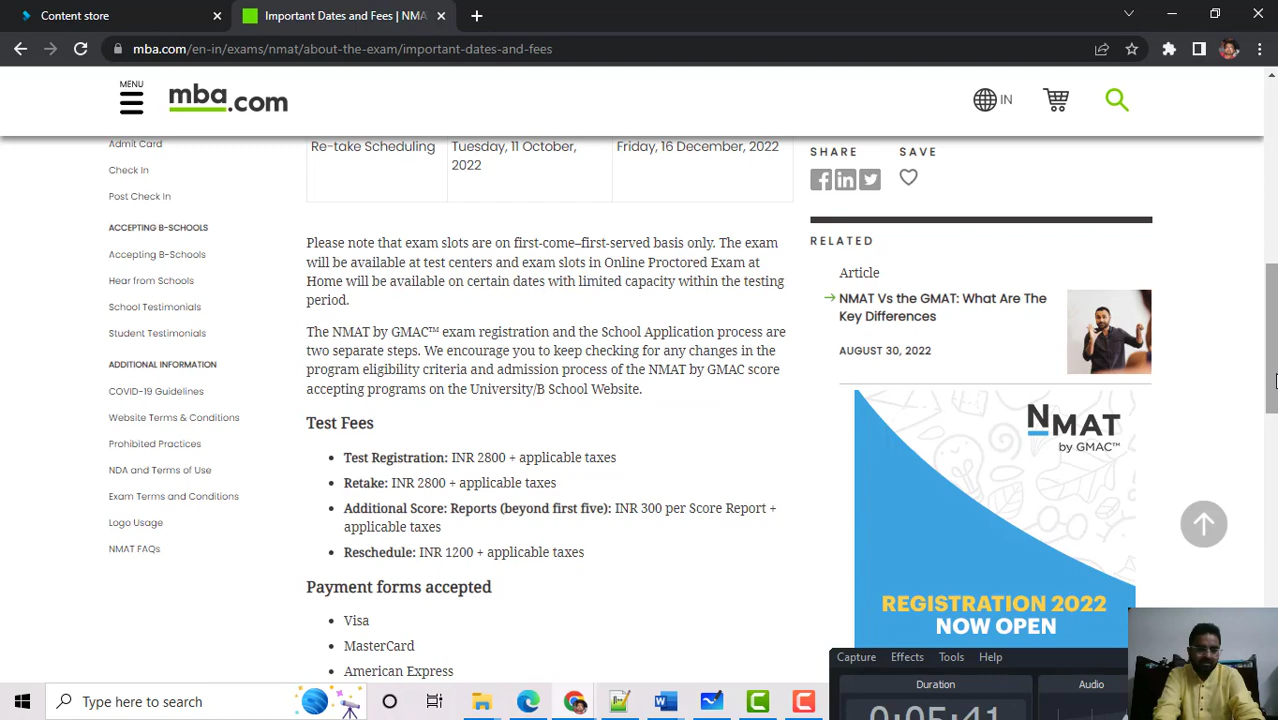 Content store
Important Dates and Fees | NMA
mba.com/en-in/exams/nmat/about-the-exam/important-dates-and-fees
MENU
mba.com
IN
Admit Card
Check In
Post Check In
ACCEPTING B-SCHOOLS
Accepting B-Schools
Hear from Schools
School Testimonials
Student Testimonials
ADDITIONAL INFORMATION
COVID-19 Guidelines
Website Terms & Conditions
Prohibited Practices
NDA and Terms of Use
Exam Terms and Conditions
Logo Usage
NMAT FAQs
Re-take Scheduling
Tuesday, 11 October,
2022
Friday, 16 December, 2022
Please note that exam slots are on first-come–first-served basis only. The exam
will be available at test centers and exam slots in Online Proctored Exam at
Home will be available on certain dates with limited capacity within the testing
period.
The NMAT by GMAC™ exam registration and the School Application process are
two separate steps. We encourage you to keep checking for any changes in the
program eligibility criteria and admission process of the NMAT by GMAC score
accepting programs on the University/B School Website.
Test Fees
• Test Registration: INR 2800 + applicable taxes
• Retake: INR 2800 + applicable taxes
• Additional Score: Reports (beyond first five): INR 300 per Score Report +
applicable taxes
• Reschedule: INR 1200 + applicable taxes
Payment forms accepted
• Visa
• MasterCard
• American Express
SHARE
SAVE
RELATED
Article
NMAT Vs the GMAT: What Are The
Key Differences
AUGUST 30, 2022
NMAT
by GMAC™
REGISTRATION 2022
NOW OPEN
Capture Effects Tools Help
Duration
Audio
0:05:41
Type here to search